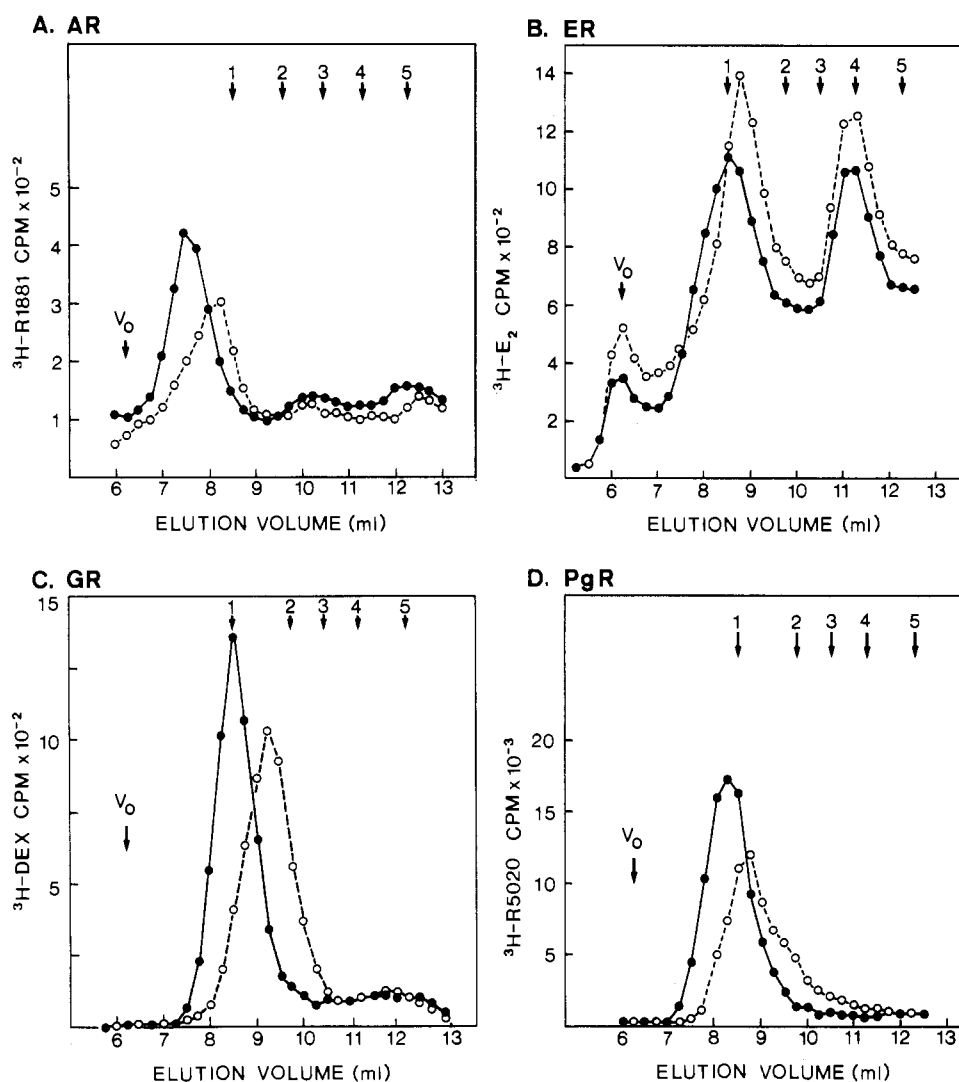 A. AR
1 2 3 4 5
5
4
3
2
1
V₀
³H-R1881 CPM x 10⁻²
6 7 8 9 10 11 12 13
ELUTION VOLUME (ml)
B. ER
1 2 3 4 5
14
12
10
8
6
4
2
V₀
³H-E₂ CPM x 10⁻²
6 7 8 9 10 11 12 13
ELUTION VOLUME (ml)
C. GR
1 2 3 4 5
15
10
5
V₀
³H-DEX CPM x 10⁻²
6 7 8 9 10 11 12 13
ELUTION VOLUME (ml)
D. PgR
1 2 3 4 5
20
15
10
5
V₀
³H-R5020 CPM x 10⁻³
6 7 8 9 10 11 12 13
ELUTION VOLUME (ml)